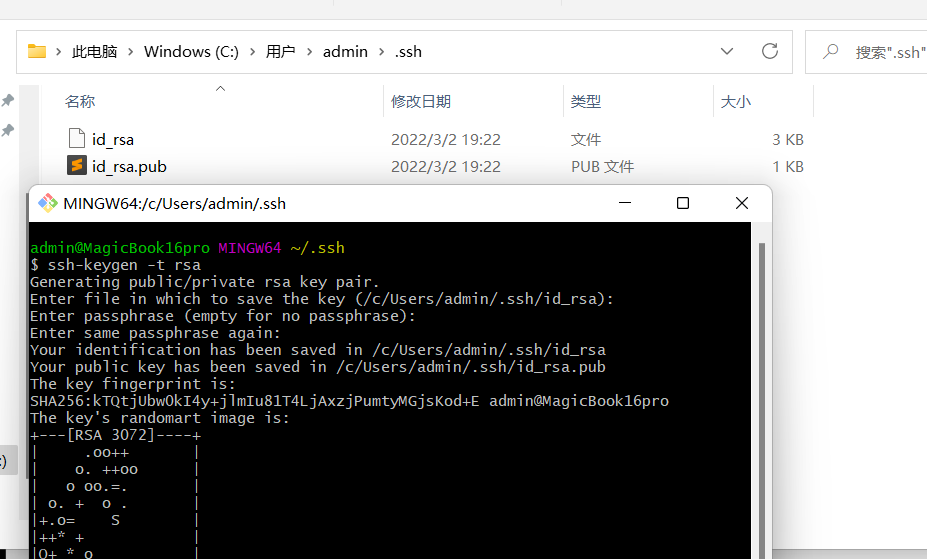 此电脑 > Windows (C:) > 用户 > admin > .ssh
搜索".ssh"
名称 修改日期 类型 大小
id_rsa 2022/3/2 19:22 文件 3 KB
id_rsa.pub 2022/3/2 19:22 PUB 文件 1 KB
MINGW64:/c/Users/admin/.ssh
admin@MagicBook16pro MINGW64 ~/.ssh
$ ssh-keygen -t rsa
Generating public/private rsa key pair.
Enter file in which to save the key (/c/Users/admin/.ssh/id_rsa):
Enter passphrase (empty for no passphrase):
Enter same passphrase again:
Your identification has been saved in /c/Users/admin/.ssh/id_rsa
Your public key has been saved in /c/Users/admin/.ssh/id_rsa.pub
The key fingerprint is:
SHA256:kTQtjUbwOkI4y+jlmIu81T4LjAxzjPumtyMGjsKod+E admin@MagicBook16pro
The key's randomart image is:
+---[RSA 3072]----+
|     .oo++       |
|    o. ++oo      |
|   o oo.=.       |
| o. +  o .       |
|+.o=    S        |
|++* +            |
|O+ * o           |
:)